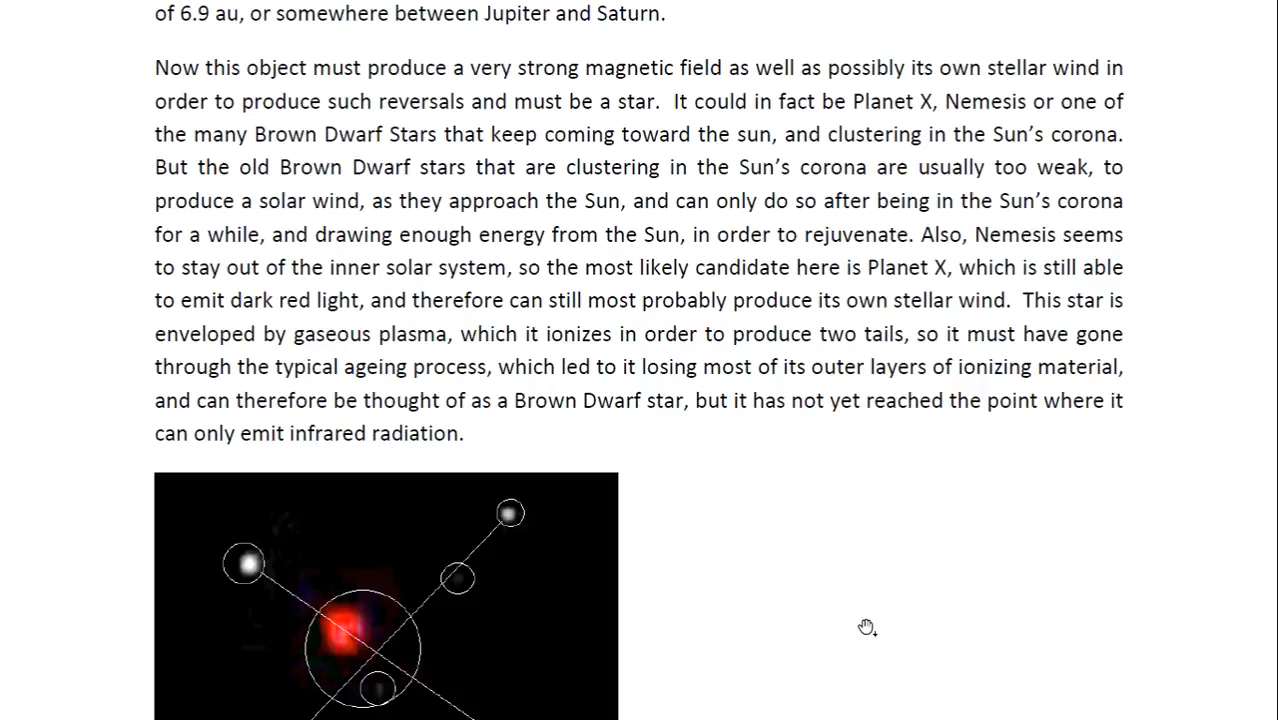 of 6.9 au, or somewhere between Jupiter and Saturn.
Now this object must produce a very strong magnetic field as well as possibly its own stellar wind in
order to produce such reversals and must be a star.  It could in fact be Planet X, Nemesis or one of
the many Brown Dwarf Stars that keep coming toward the sun, and clustering in the Sun’s corona.
But the old Brown Dwarf stars that are clustering in the Sun’s corona are usually too weak, to
produce a solar wind, as they approach the Sun, and can only do so after being in the Sun’s corona
for a while, and drawing enough energy from the Sun, in order to rejuvenate. Also, Nemesis seems
to stay out of the inner solar system, so the most likely candidate here is Planet X, which is still able
to emit dark red light, and therefore can still most probably produce its own stellar wind.  This star is
enveloped by gaseous plasma, which it ionizes in order to produce two tails, so it must have gone
through the typical ageing process, which led to it losing most of its outer layers of ionizing material,
and can therefore be thought of as a Brown Dwarf star, but it has not yet reached the point where it
can only emit infrared radiation.